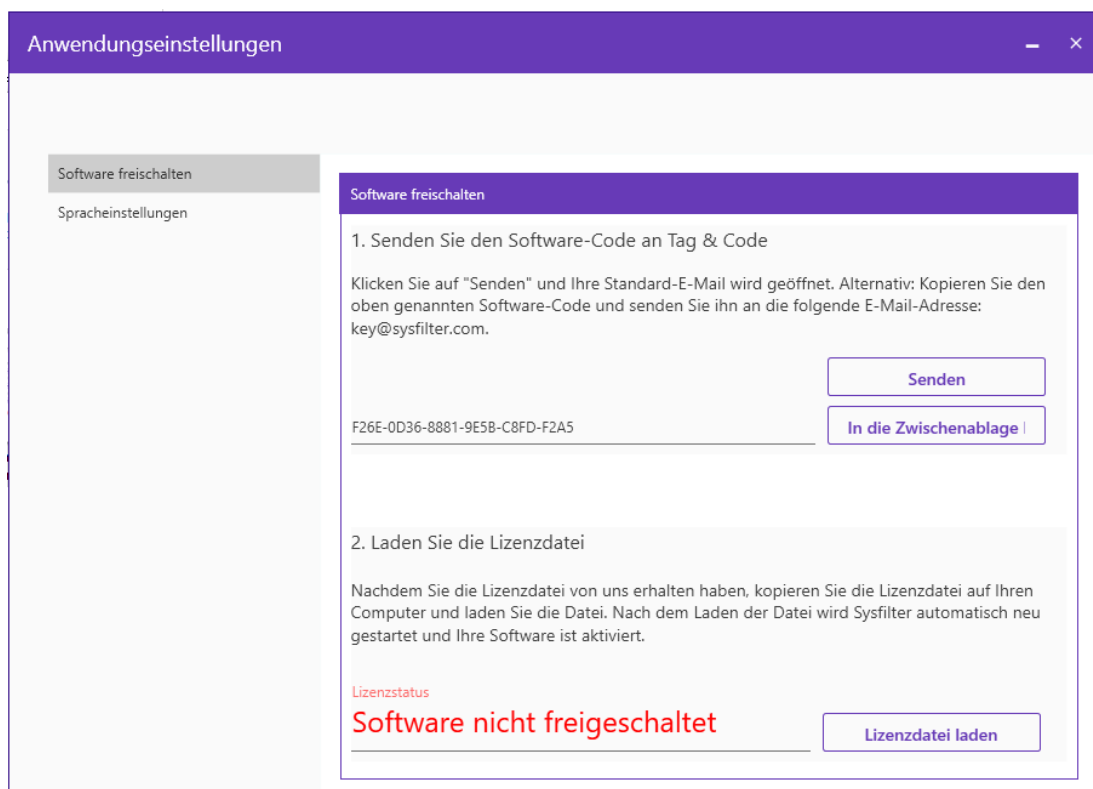 Anwendungseinstellungen
Software freischalten
Spracheinstellungen
Software freischalten
1. Senden Sie den Software-Code an Tag & Code
Klicken Sie auf "Senden" und Ihre Standard-E-Mail wird geöffnet. Alternativ: Kopieren Sie den
oben genannten Software-Code und senden Sie ihn an die folgende E-Mail-Adresse:
key@sysfilter.com.
Senden
F26E-0D36-8881-9E5B-C8FD-F2A5
In die Zwischenablage
2. Laden Sie die Lizenzdatei
Nachdem Sie die Lizenzdatei von uns erhalten haben, kopieren Sie die Lizenzdatei auf Ihren
Computer und laden Sie die Datei. Nach dem Laden der Datei wird Sysfilter automatisch neu
gestartet und Ihre Software ist aktiviert.
Lizenzstatus
Software nicht freigeschaltet
Lizenzdatei laden